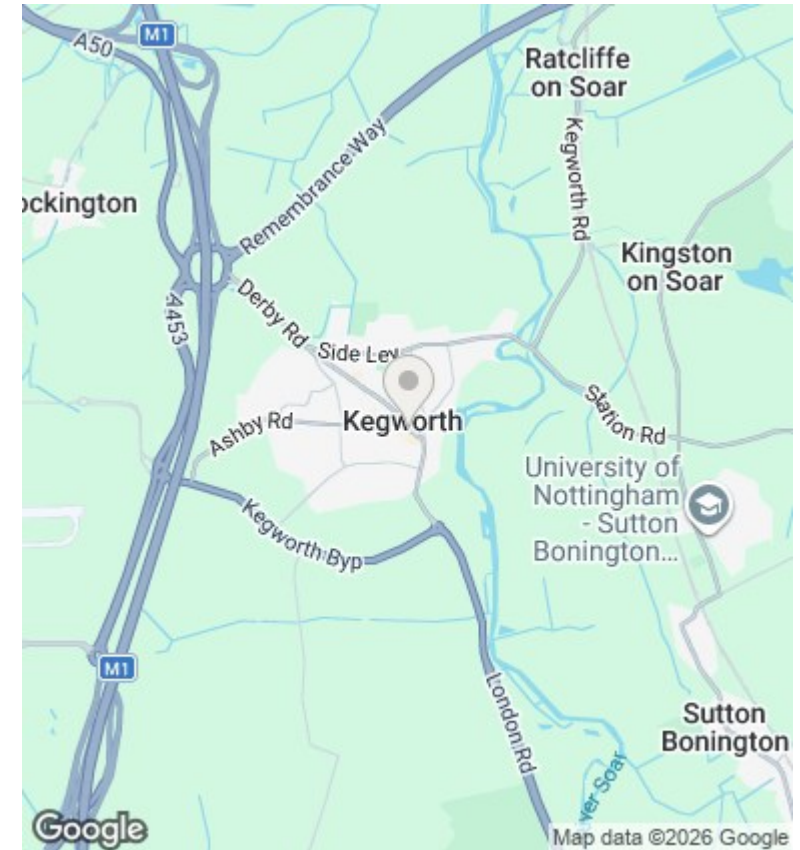 M1
A50
Ratcliffe
on Soar
Remembrance Way
Kegworth Rd
ockington
Kingston
on Soar
A453
Derby Rd
Side Ley
Kegworth
Ashby Rd
Station Rd
University of
Nottingham
- Sutton
Bonington...
Kegworth Byp
M1
London Rd
Sutton
Bonington
ver Soar
Google
Map data ©2026 Google